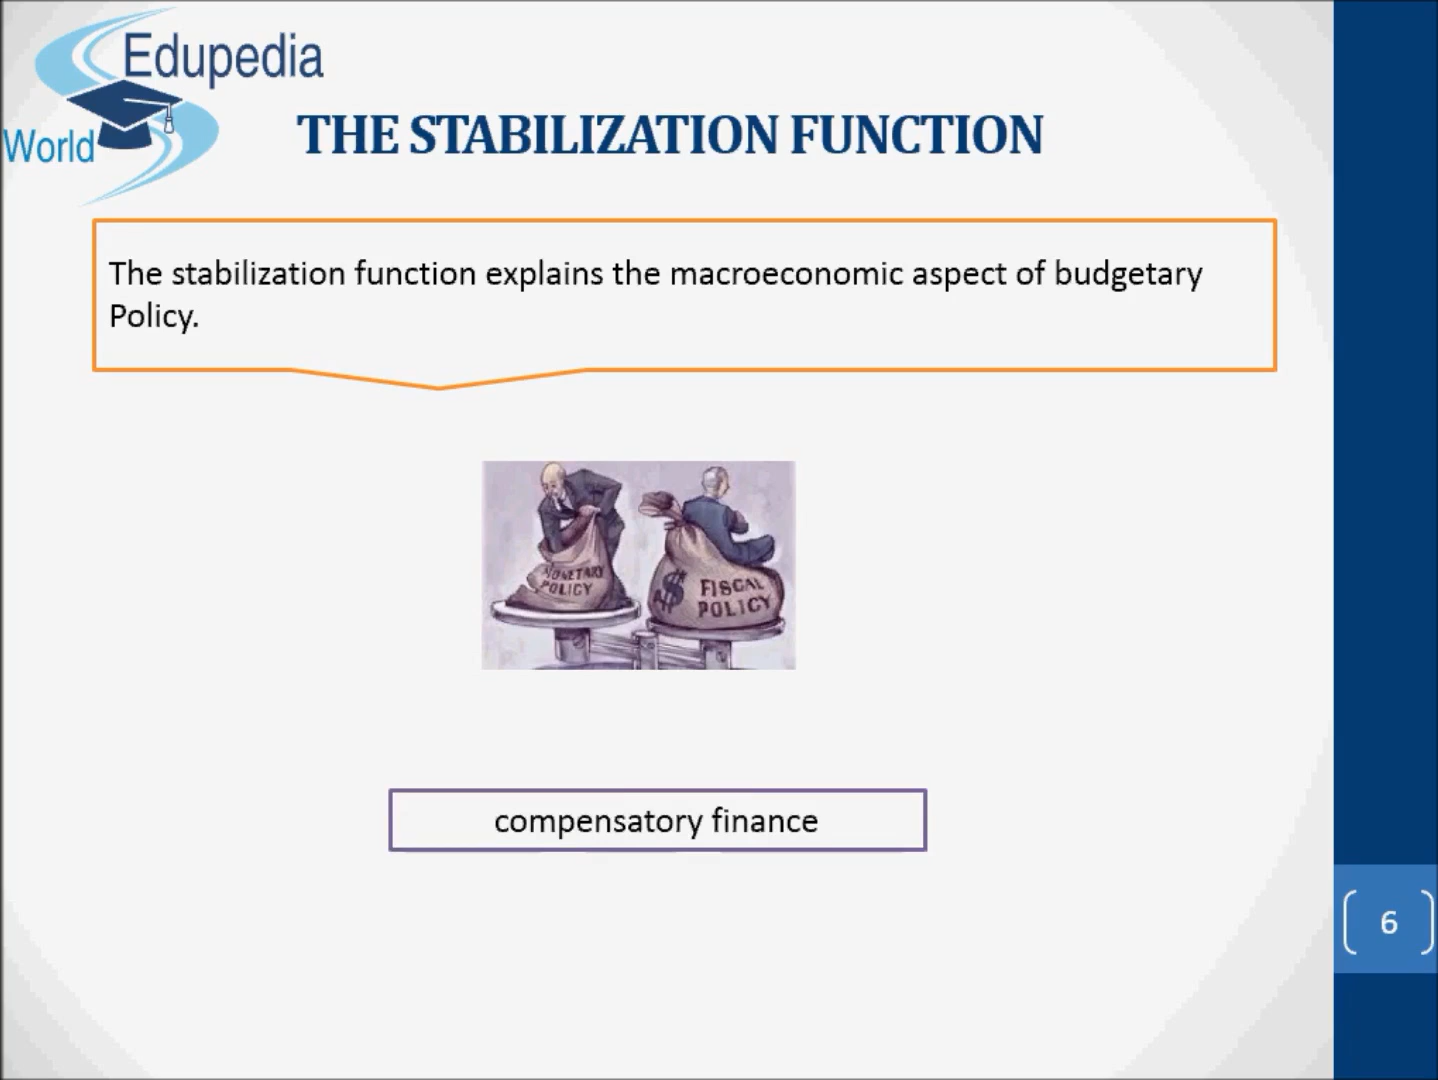 Edupedia
World
THE STABILIZATION FUNCTION
The stabilization function explains the macroeconomic aspect of budgetary
Policy.
MONETARY
POLICY
$ FISCAL
POLICY
compensatory finance
6